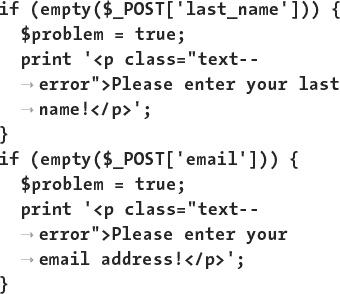 if (empty($_POST['last_name'])) {
$problem = true;
print '<p class="text--
→ error">Please enter your last
→ name!</p>';
}
if (empty($_POST['email'])) {
$problem = true;
print '<p class="text--
→ error">Please enter your
→ email address!</p>';
}